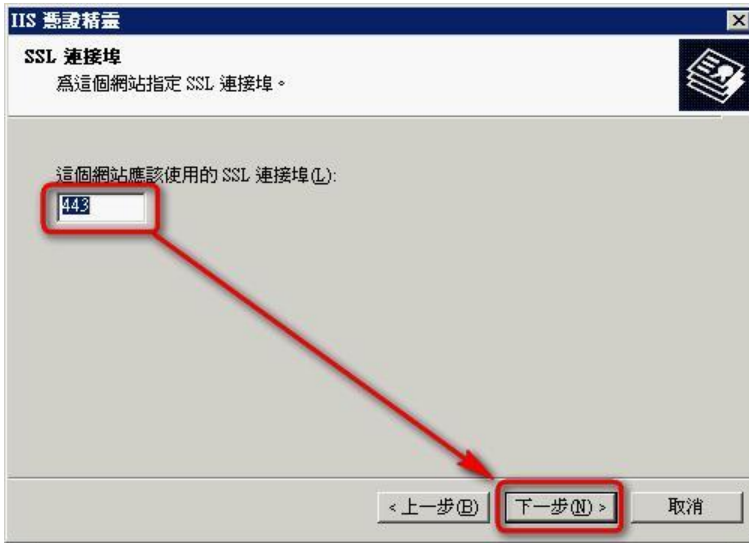 IIS 憑證精靈
SSL 連接埠
為這個網站指定 SSL 連接埠。
這個網站應該使用的 SSL 連接埠(L):
443
<上一步(B)
下一步(N)>
取消